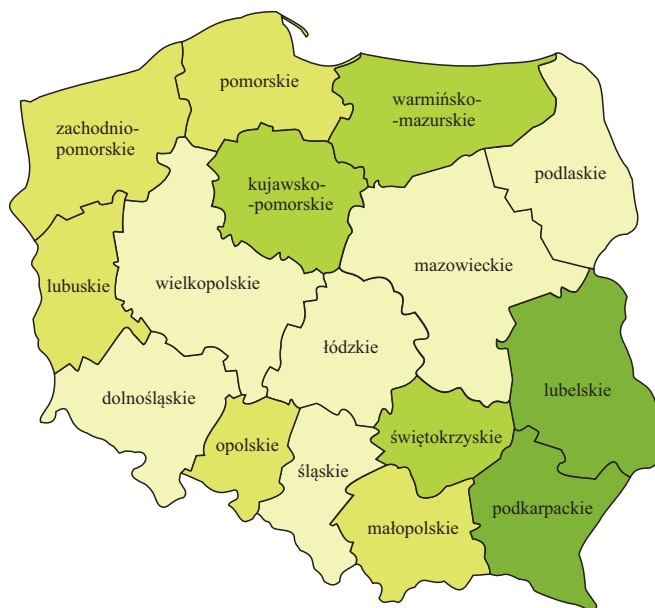 pomorskie
warmińsko-
-mazurskie
zachodnio-
pomorskie
podlaskie
kujawsko-
-pomorskie
mazowieckie
lubuskie
wielkopolskie
łódzkie
dolnośląskie
lubelskie
opolskie
świętokrzyskie
śląskie
podkarpackie
małopolskie